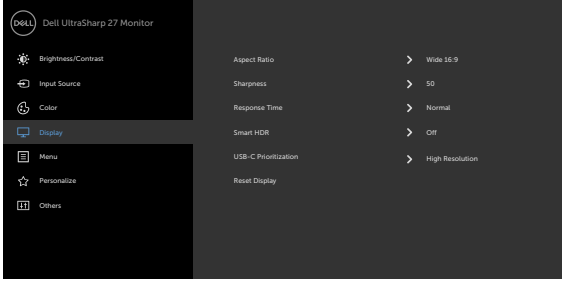 DELL Dell UltraSharp 27 Monitor
Brightness/Contrast
Input Source
Color
Display
Menu
Personalize
Others
Aspect Ratio Wide 16:9
Sharpness 50
Response Time Normal
Smart HDR Off
USB-C Prioritization High Resolution
Reset Display